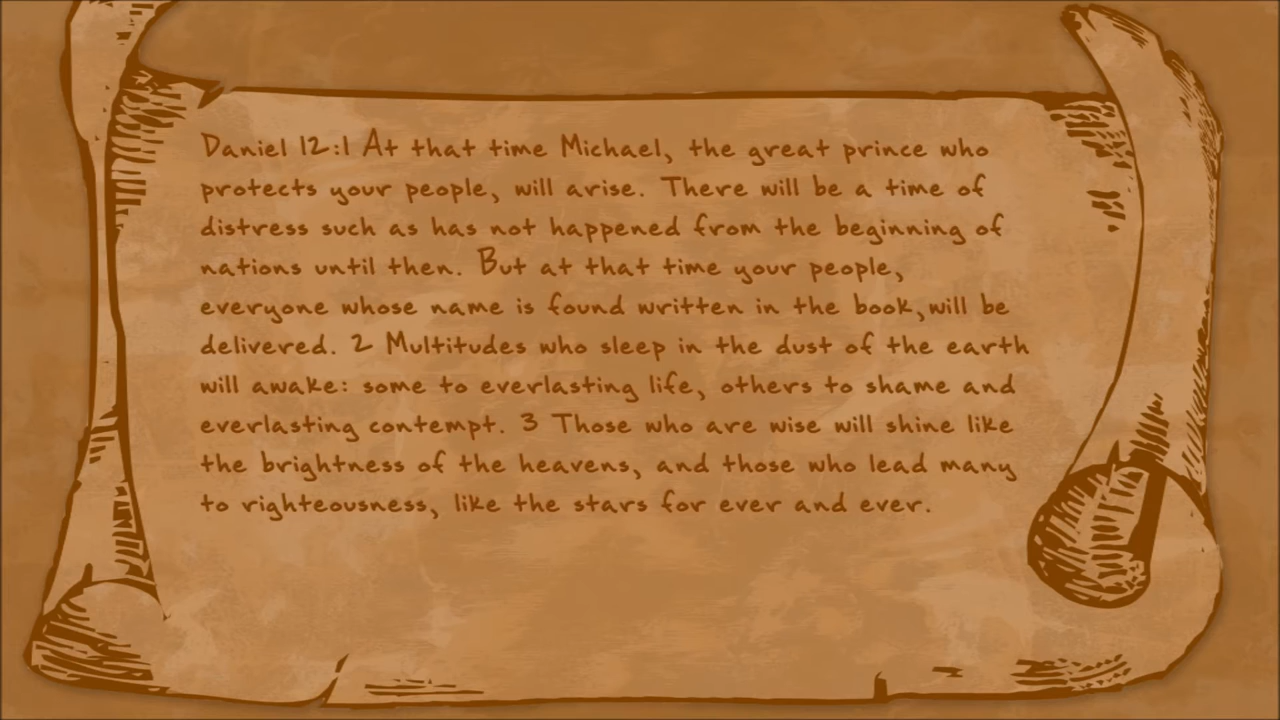 Daniel 12:1 At that time Michael, the great prince who
protects your people, will arise. There will be a time of
distress such as has not happened from the beginning of
nations until then. But at that time your people,
everyone whose name is found written in the book,will be
delivered. 2 Multitudes who sleep in the dust of the earth
will awake: some to everlasting life, others to shame and
everlasting contempt. 3 Those who are wise will shine like
the brightness of the heavens, and those who lead many
to righteousness, like the stars for ever and ever.